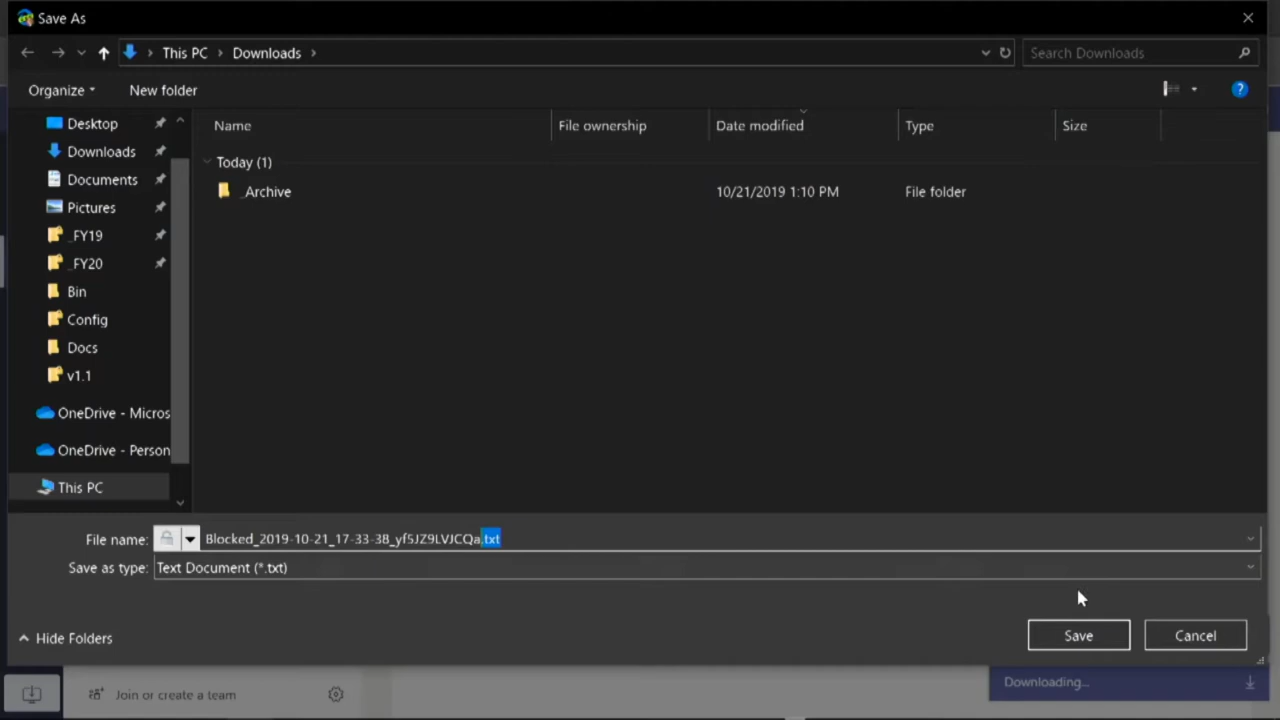 Save As
This PC > Downloads >
Search Downloads
Organize
New folder
Name
File ownership
Date modified
Type
Size
Desktop
Downloads
Documents
Pictures
_FY19
_FY20
Bin
Config
Docs
v1.1
OneDrive - Micros
OneDrive - Person
This PC
Today (1)
_Archive
10/21/2019 1:10 PM
File folder
File name: Blocked_2019-10-21_17-33-38_yf5JZ9LVJCQa.txt
Save as type: Text Document (*.txt)
Hide Folders
Save
Cancel
Join or create a team
Downloading...